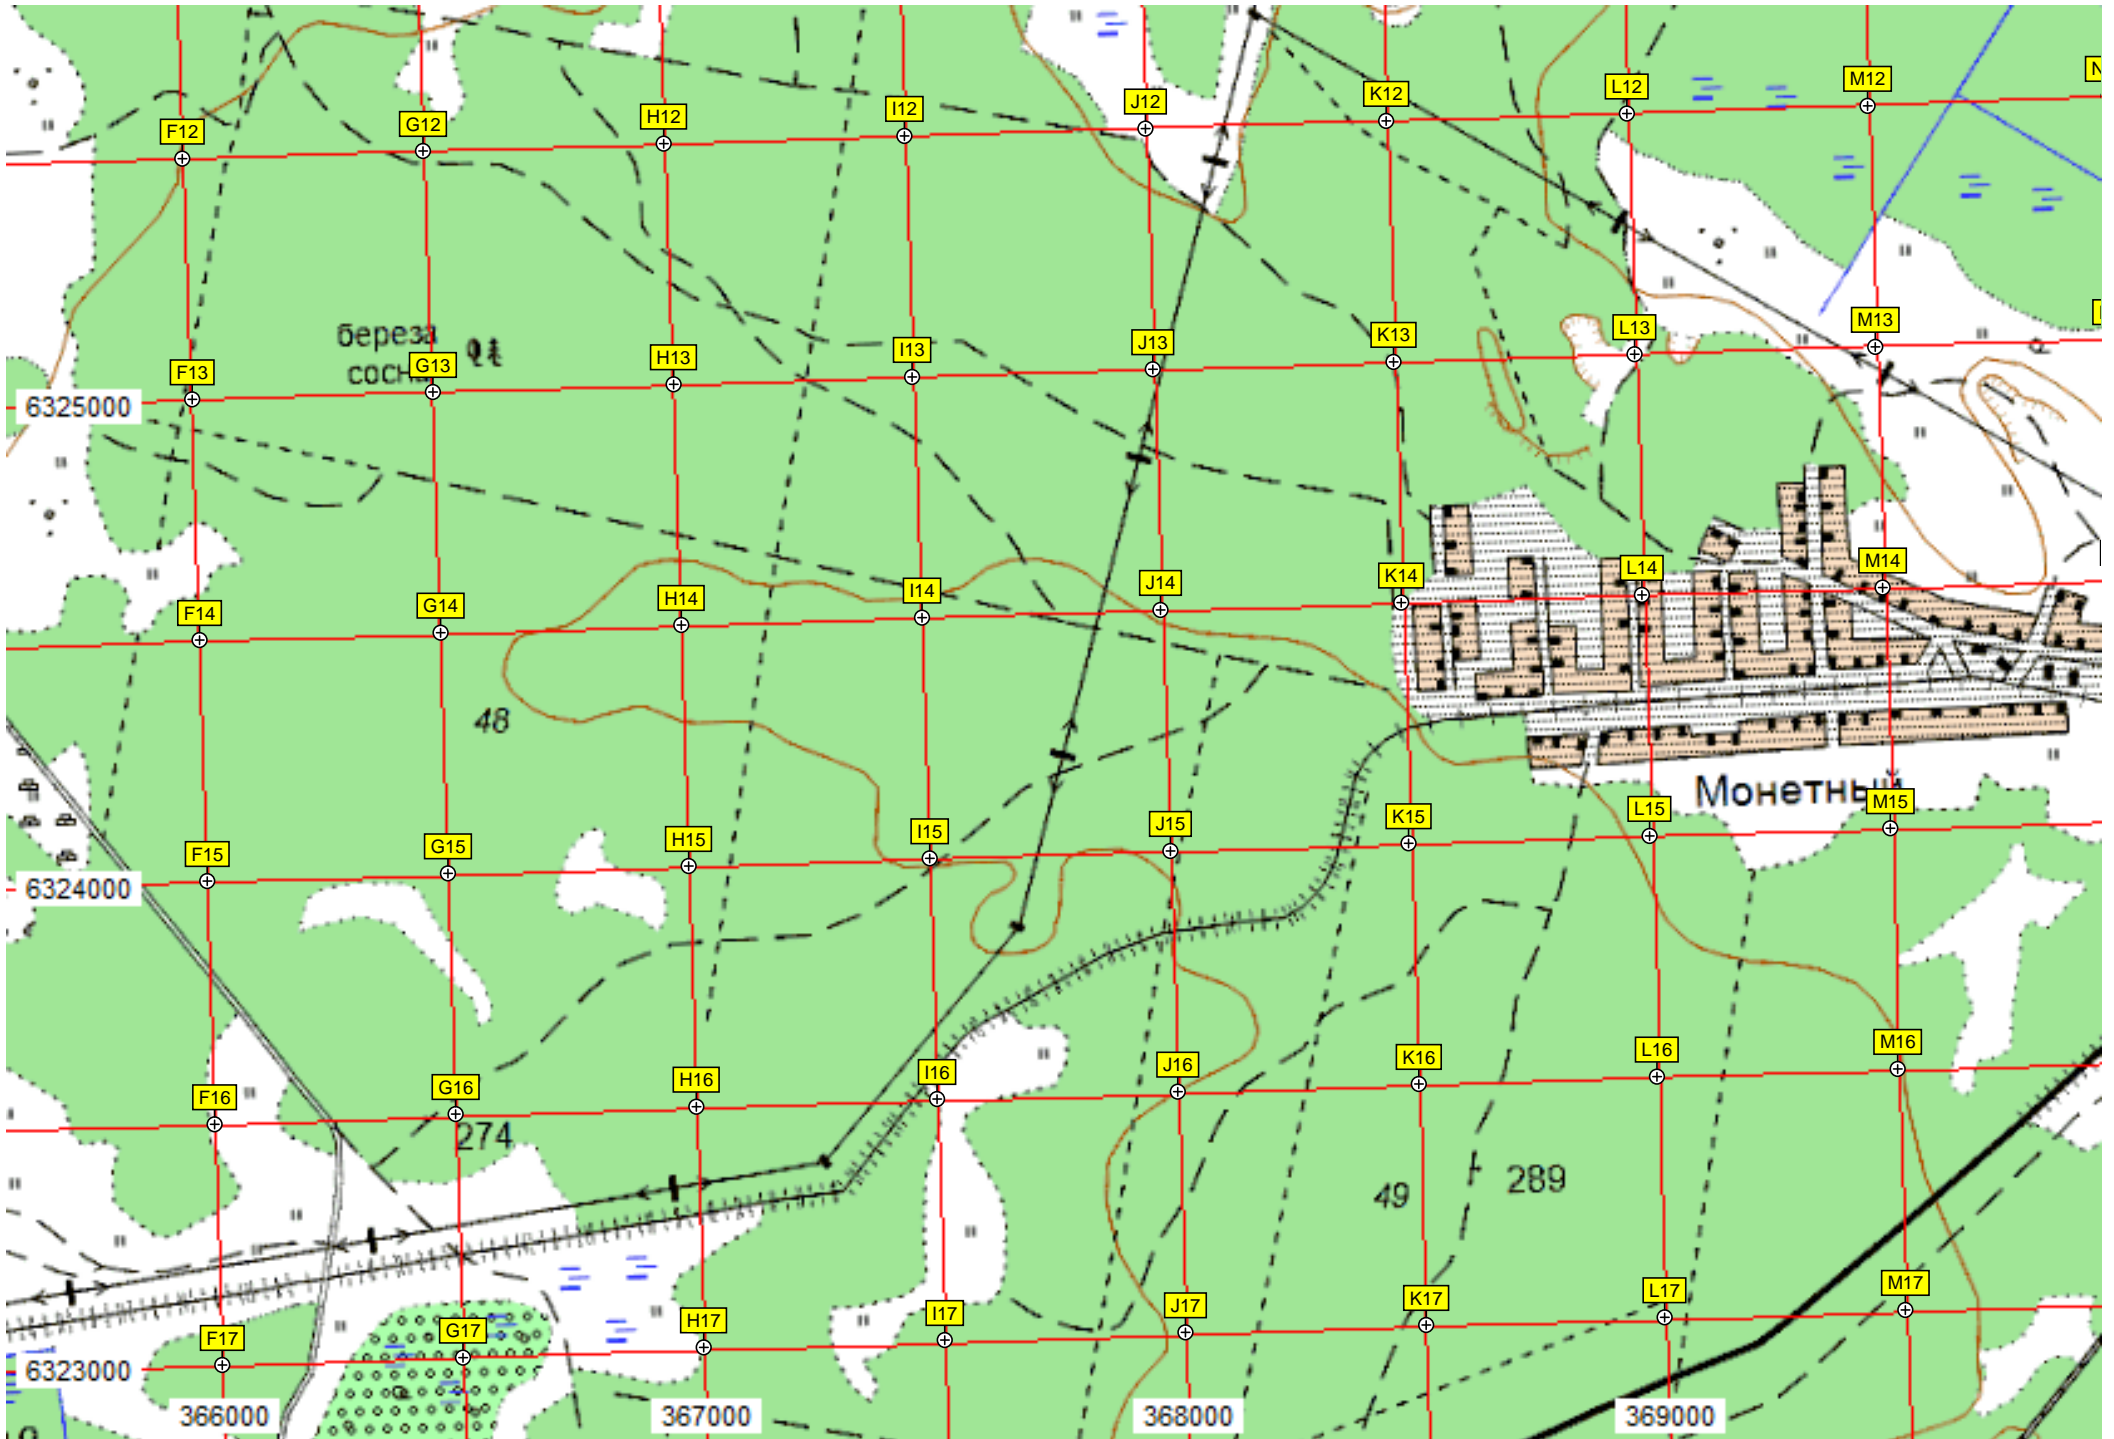 F12 G12 H12 I12 J12 K12 L12 M12
береза
F13 G13 H13 I13 J13 K13 L13 M13
6325000
F14 G14 H14 I14 J14 K14 L14 M14
48
Монетный
F15 G15 H15 I15 J15 K15 L15 M15
6324000
F16 G16 H16 I16 J16 K16 L16 M16
274
49 289
F17 G17 H17 I17 J17 K17 L17 M17
6323000
366000 367000 368000 369000